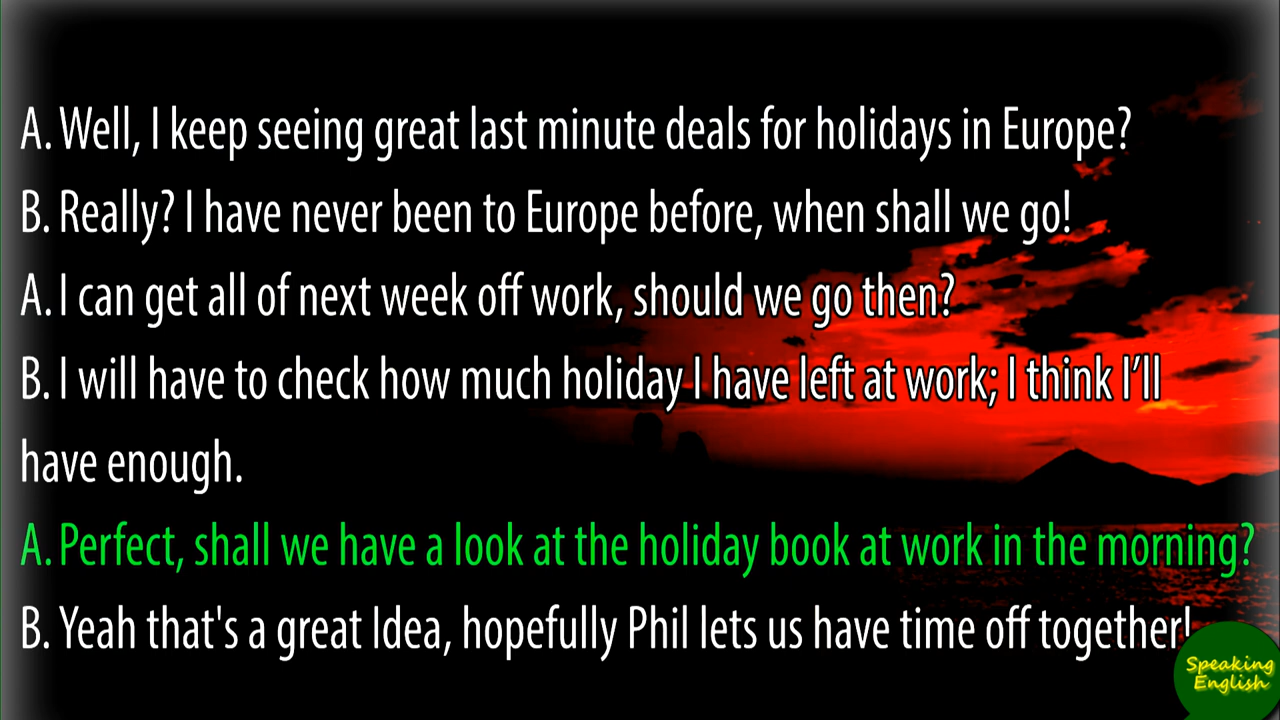 A. Well, I keep seeing great last minute deals for holidays in Europe?
B. Really? I have never been to Europe before, when shall we go!
A. I can get all of next week off work, should we go then?
B. I will have to check how much holiday I have left at work; I think I’ll
have enough.
A. Perfect, shall we have a look at the holiday book at work in the morning?
B. Yeah that's a great Idea, hopefully Phil lets us have time off together!
Speaking
English